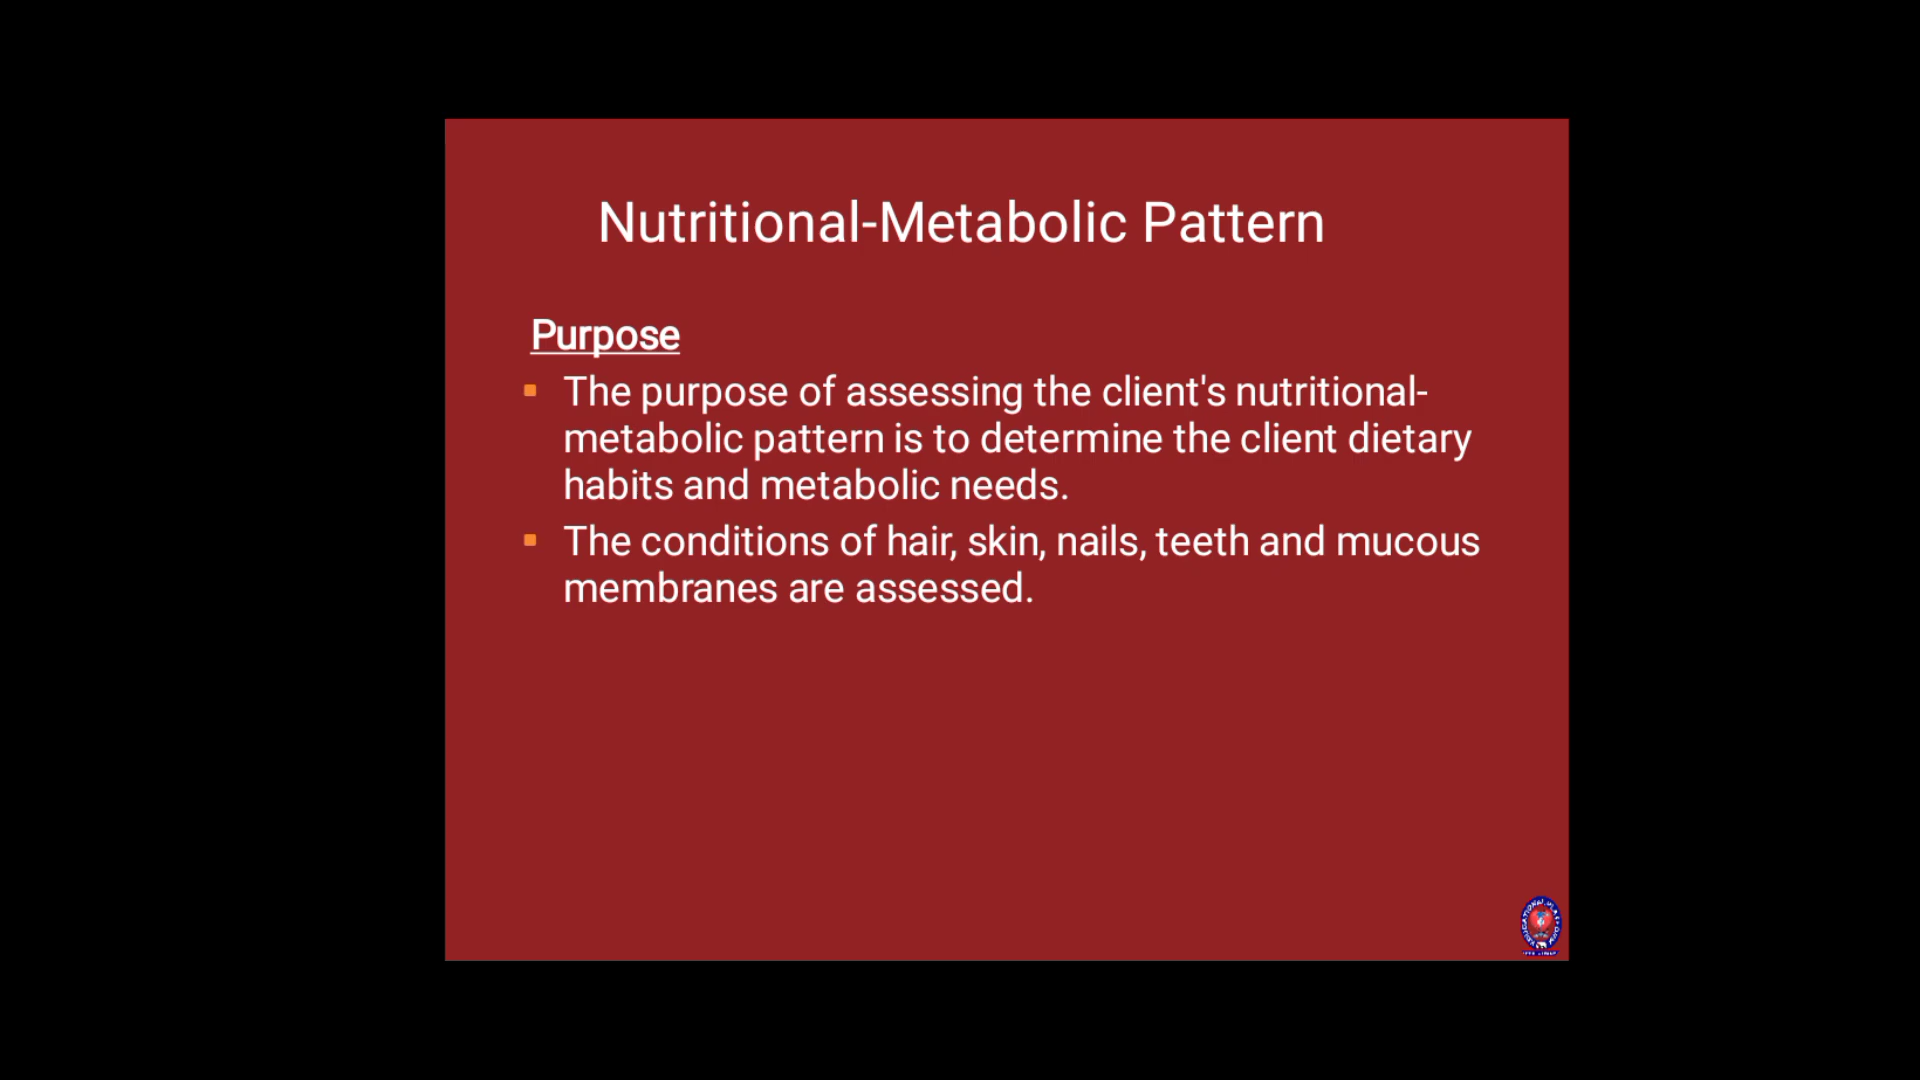 Nutritional-Metabolic Pattern
Purpose
The purpose of assessing the client's nutritional-
metabolic pattern is to determine the client dietary
habits and metabolic needs.
The conditions of hair, skin, nails, teeth and mucous
membranes are assessed.